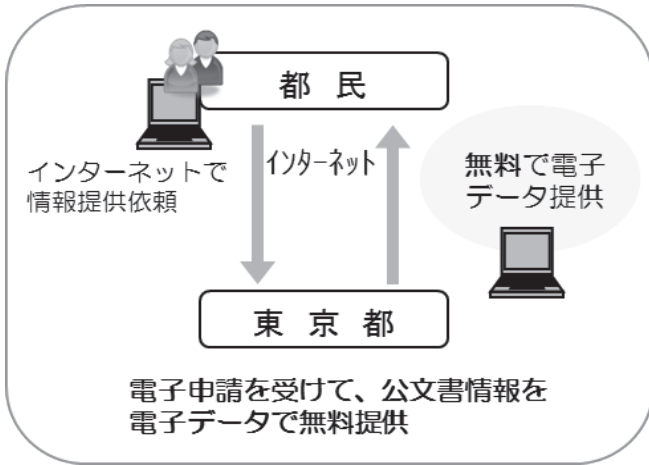 都民
インターネットで
情報提供依頼
インターネット
無料で電子
データ提供
東京都
電子申請を受けて、公文書情報を
電子データで無料提供